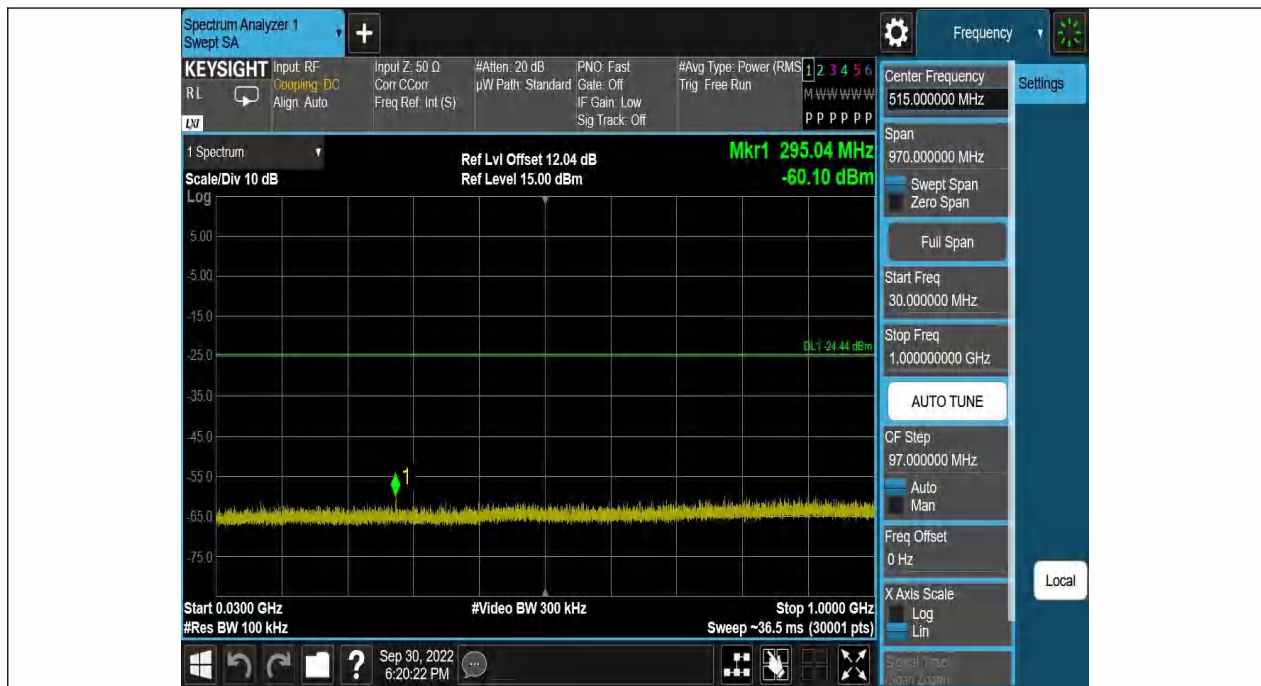 Spectrum Analyzer 1
Swept SA
+
Frequency
KEYSIGHT
RL
LXI
Input: RF
Coupling: DC
Align: Auto
Input Z: 50 Ω
Corr CCorr
Freq Ref: Int (S)
#Atten: 20 dB
µW Path: Standard
PNO: Fast
Gate: Off
IF Gain: Low
Sig Track: Off
#Avg Type: Power (RMS
Trig: Free Run
1 2 3 4 5 6
M W W W W W
P P P P P P
1 Spectrum
Scale/Div 10 dB
Ref Lvl Offset 12.04 dB
Ref Level 15.00 dBm
Mkr1 295.04 MHz
-60.10 dBm
Log
5.00
-5.00
-15.0
DL1 -24.44 dBm
-25.0
-35.0
-45.0
-55.0
1
-65.0
-75.0
Start 0.0300 GHz
#Res BW 100 kHz
#Video BW 300 kHz
Stop 1.0000 GHz
Sweep ~36.5 ms (30001 pts)
?
Sep 30, 2022
6:20:22 PM
Center Frequency
515.000000 MHz
Span
970.000000 MHz
Swept Span
Zero Span
Full Span
Start Freq
30.000000 MHz
Stop Freq
1.000000000 GHz
AUTO TUNE
CF Step
97.000000 MHz
Auto
Man
Freq Offset
0 Hz
X Axis Scale
Log
Lin
Signal Track
(Span Zoom)
Settings
Local